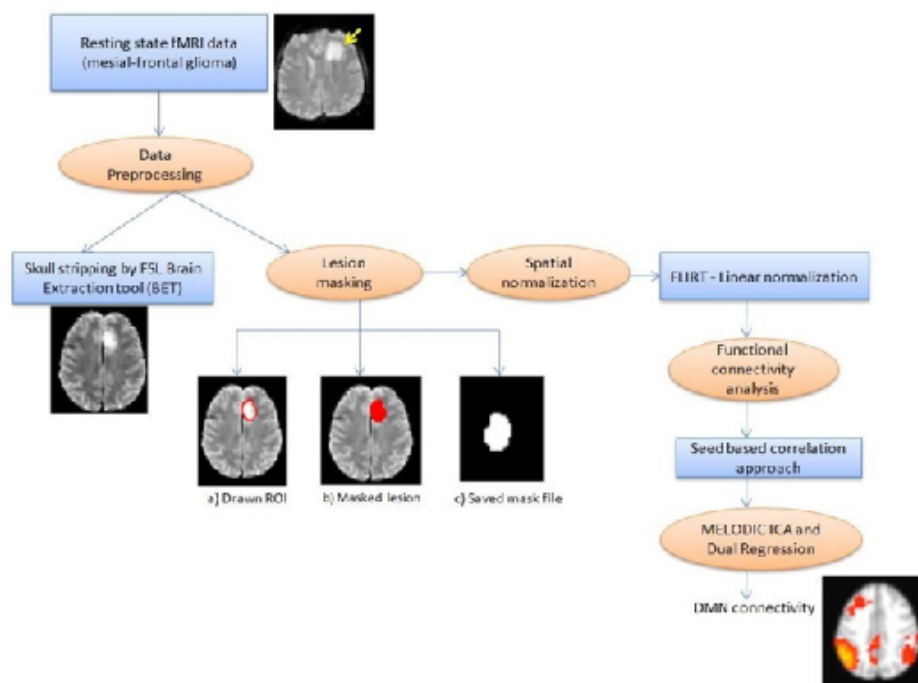 Resting state fMRI data
(mesial-frontal glioma)
Data
Preprocessing
Skull stripping by FSL Brain
Extraction tool (BET)
Lesion
masking
Spatial
normalization
FLIRT - Linear normalization
Functional
connectivity
analysis
a) Drawn ROI
b) Masked lesion
c) Saved mask file
Seed based correlation
approach
MELODIC ICA and
Dual Regression
DMN connectivity